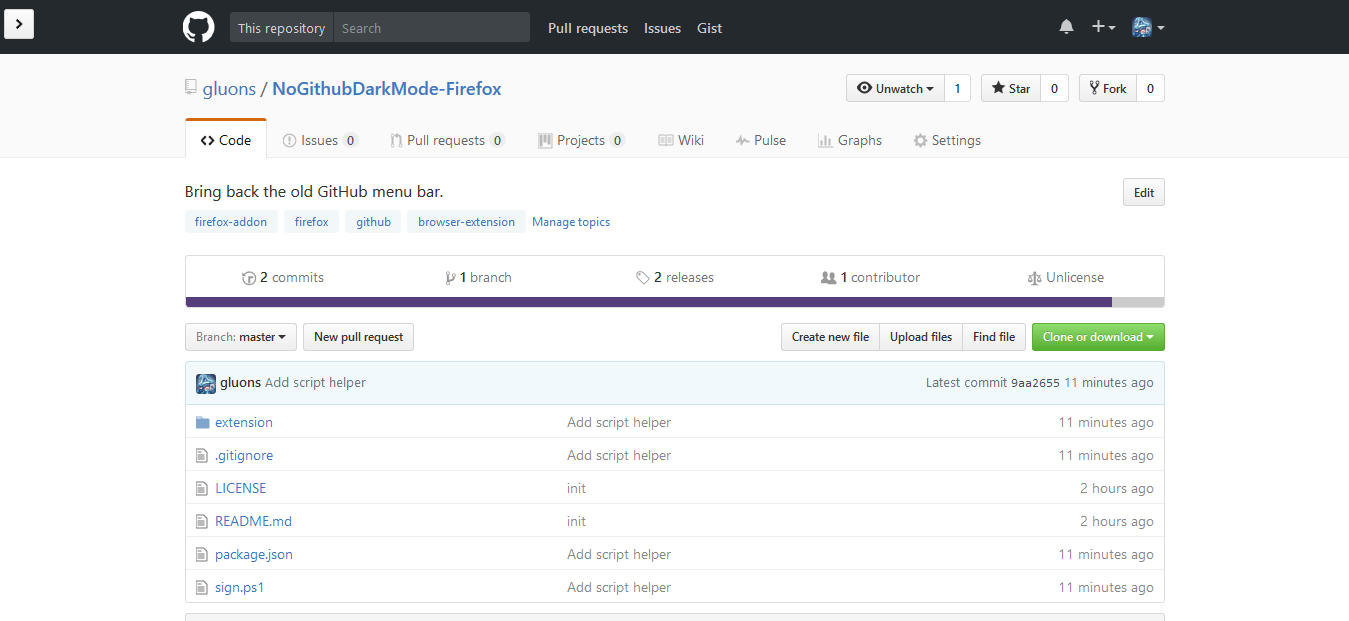 This repository Search Pull requests Issues Gist
gluons / NoGithubDarkMode-Firefox Unwatch 1 Star 0 Fork 0
Code Issues 0 Pull requests 0 Projects 0 Wiki Pulse Graphs Settings
Bring back the old GitHub menu bar. Edit
firefox-addon firefox github browser-extension Manage topics
2 commits 1 branch 2 releases 1 contributor Unlicense
Branch: master New pull request Create new file Upload files Find file Clone or download
gluons Add script helper Latest commit 9aa2655 11 minutes ago
extension Add script helper 11 minutes ago
.gitignore Add script helper 11 minutes ago
LICENSE init 2 hours ago
README.md init 2 hours ago
package.json Add script helper 11 minutes ago
sign.ps1 Add script helper 11 minutes ago